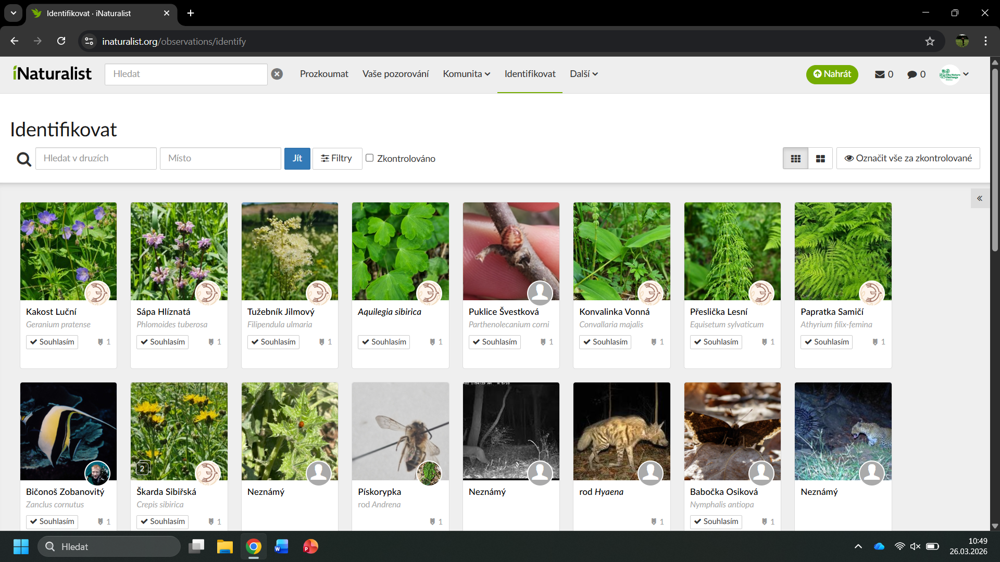 Identifikovat · iNaturalist
inaturalist.org/observations/identify
iNaturalist
Hledat
Prozkoumat
Vaše pozorování
Komunita
Identifikovat
Další
Nahrát
0
0
Identifikovat
Hledat v druzích
Místo
Jít
Filtry
Zkontrolováno
Označit vše za zkontrolované
Kakost Luční
Geranium pratense
Souhlasím
1
Sápa Hlíznatá
Phlomoides tuberosa
Souhlasím
1
Tužebník Jilmový
Filipendula ulmaria
Souhlasím
1
Aquilegia sibirica
Souhlasím
1
Puklice Švestková
Parthenolecanium corni
Souhlasím
1
Konvalinka Vonná
Convallaria majalis
Souhlasím
1
Přeslička Lesní
Equisetum sylvaticum
Souhlasím
1
Papratka Samičí
Athyrium filix-femina
Souhlasím
1
Bičonoš Zobanovitý
Zanclus cornutus
Souhlasím
1
2
Škarda Sibiřská
Crepis sibirica
Souhlasím
1
Neznámý
Pískorypka
rod Andrena
1
Neznámý
rod Hyaena
1
Babočka Osiková
Nymphalis antiopa
Souhlasím
1
Neznámý
Hledat
10:49
26.03.2026